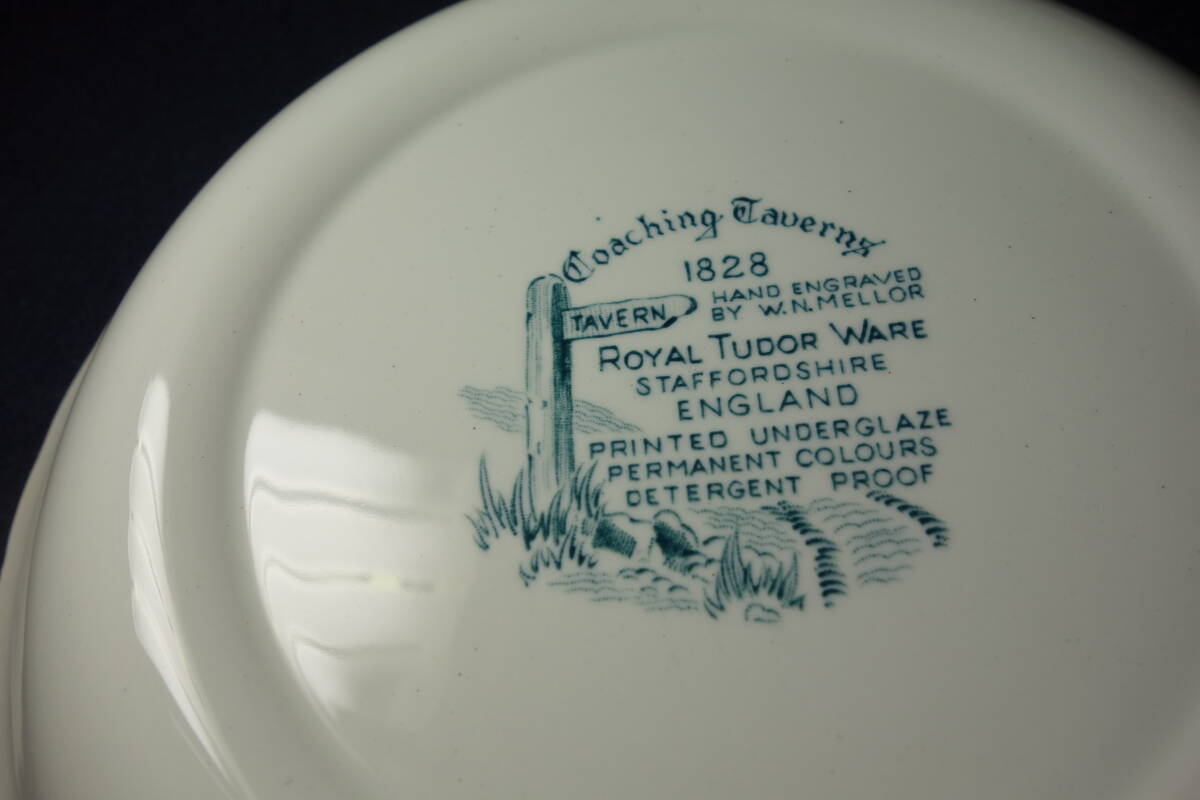 Coaching Taverns
1828
HAND ENGRAVED
BY W.N.MELLOR
TAVERN
ROYAL TUDOR WARE
STAFFORDSHIRE
ENGLAND
PRINTED UNDERGLAZE
PERMANENT COLOURS
DETERGENT PROOF